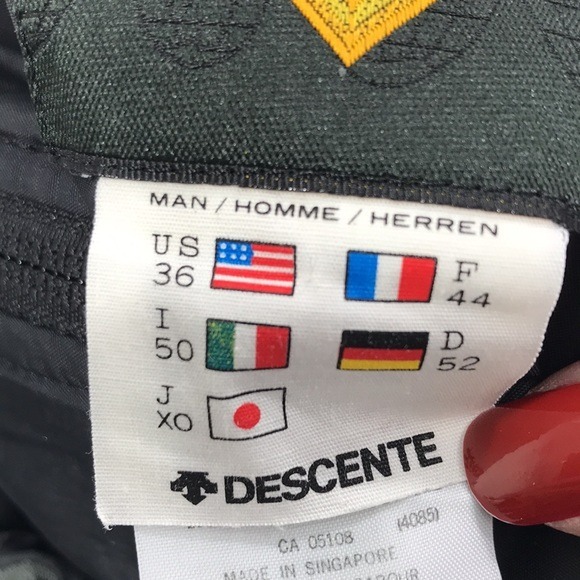 MAN / HOMME / HERREN
US 36
F 44
I 50
D 52
J XO
DESCENTE
CA 05108 (4085)
MADE IN SINGAPORE